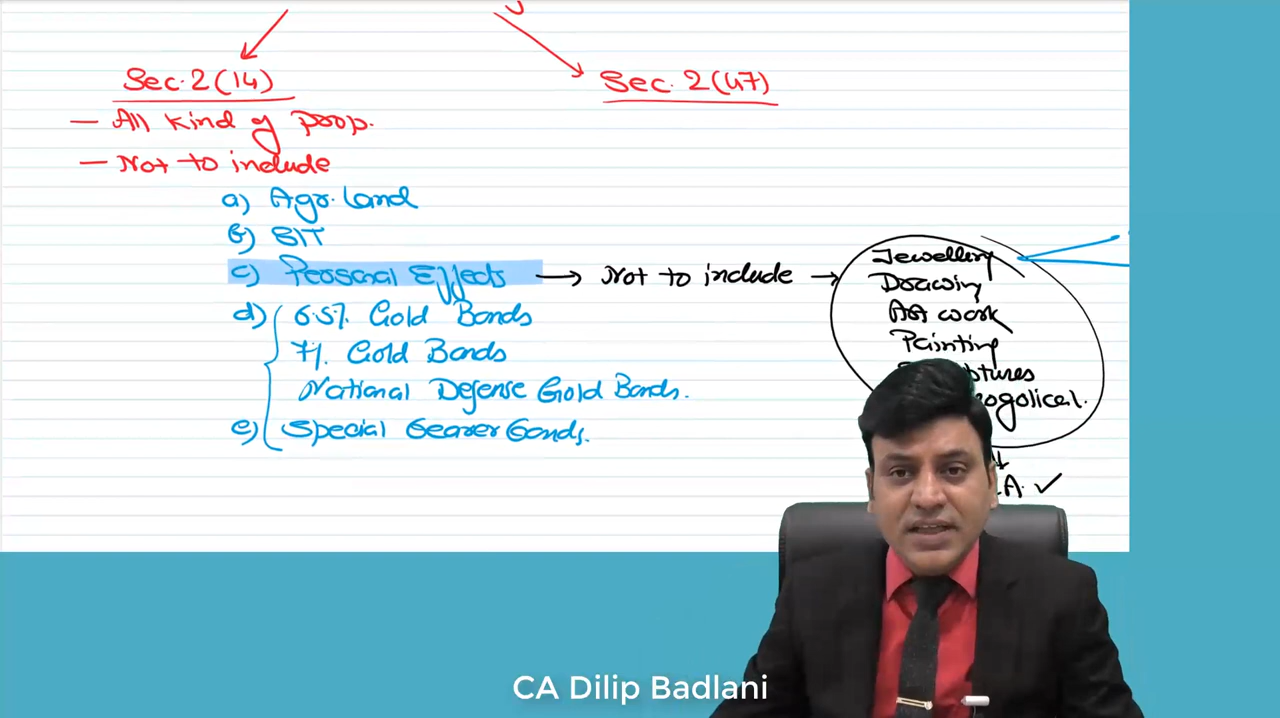 Sec. 2(14)
Sec. 2(47)
— All kind of prop.
— Not to include
a) Agr. Land
b) SIT
c) Personal Effects → Not to include →
Jewellery
Drawing
Art work
Painting
d) 6.5% Gold Bonds
7% Gold Bonds
National Defense Gold Bonds.
e) Special Bearer Bonds.
.A. ✓
CA Dilip Badlani